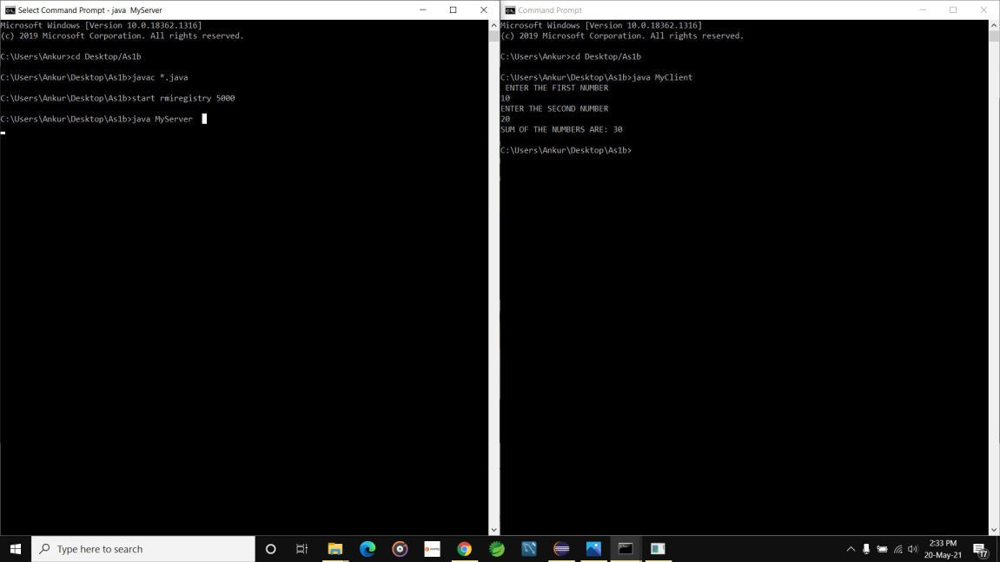 Select Command Prompt - java  MyServer
Microsoft Windows [Version 10.0.18362.1316]
(c) 2019 Microsoft Corporation. All rights reserved.
C:\Users\Ankur>cd Desktop/As1b
C:\Users\Ankur\Desktop\As1b>javac *.java
C:\Users\Ankur\Desktop\As1b>start rmiregistry 5000
C:\Users\Ankur\Desktop\As1b>java MyServer
Command Prompt
Microsoft Windows [Version 10.0.18362.1316]
(c) 2019 Microsoft Corporation. All rights reserved.
C:\Users\Ankur>cd Desktop/As1b
C:\Users\Ankur\Desktop\As1b>java MyClient
ENTER THE FIRST NUMBER
10
ENTER THE SECOND NUMBER
20
SUM OF THE NUMBERS ARE: 30
C:\Users\Ankur\Desktop\As1b>
Type here to search
2:33 PM
20-May-21
17